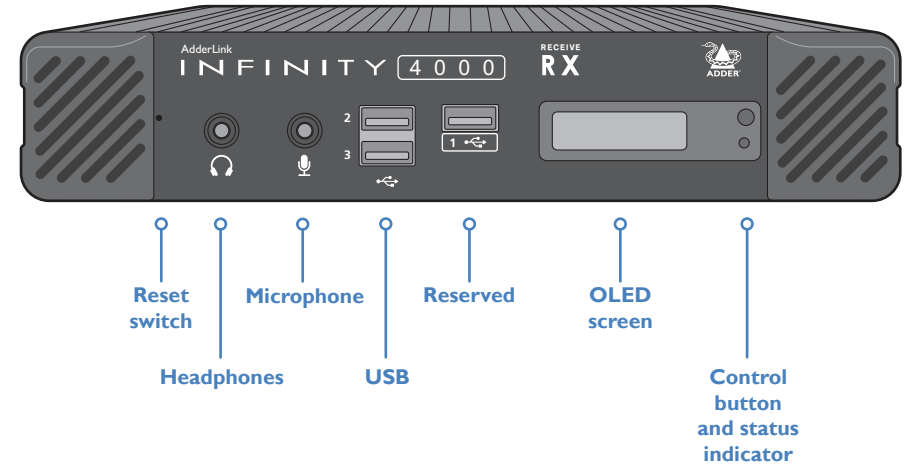 AdderLink
INFINITY 4000
RECEIVE
RX
ADDER
2
3
1
Reset
switch
Headphones
Microphone
USB
Reserved
OLED
screen
Control
button
and status
indicator